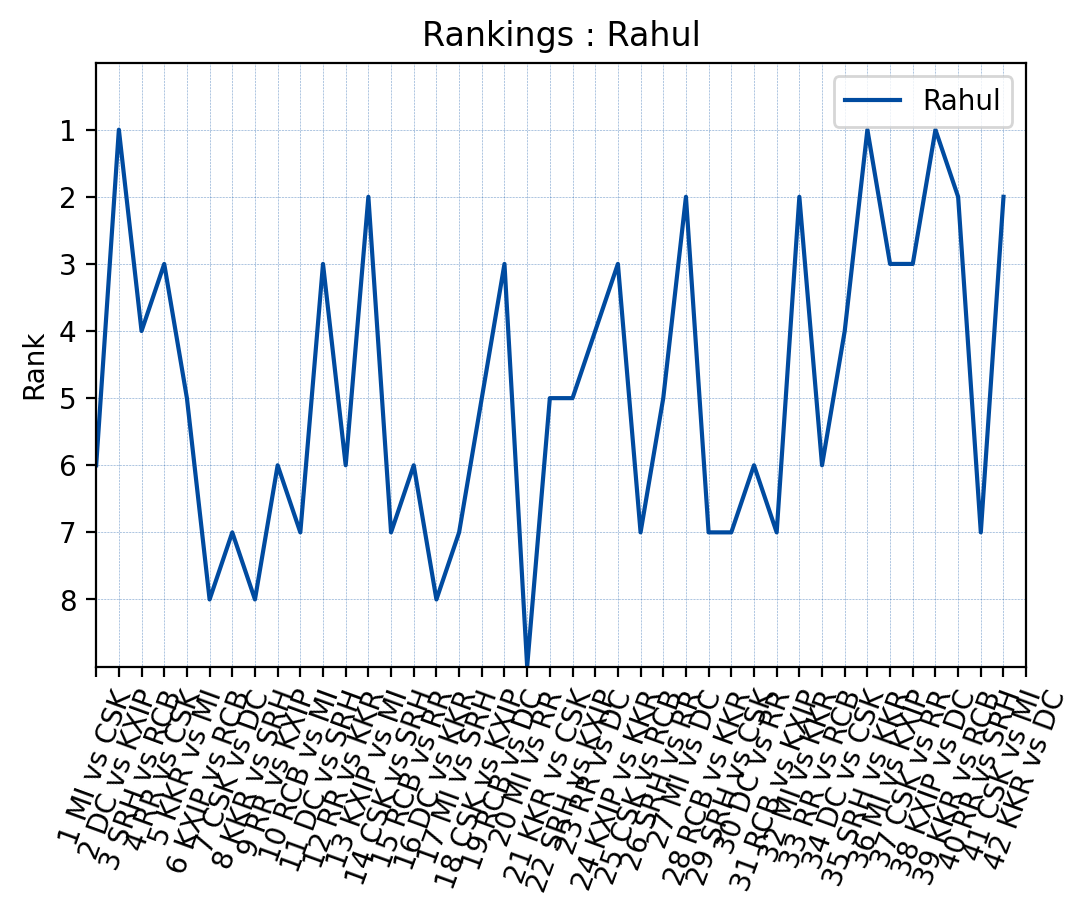 Rankings : Rahul
Rahul
Rank
1
2
3
4
5
6
7
8
1 MI vs CSK
2 DC vs KXIP
3 SRH vs RCB
4 RR vs CSK
5 KKR vs MI
6 KXIP vs RCB
7 CSK vs DC
8 KKR vs SRH
9 RR vs KXIP
10 RCB vs MI
11 DC vs SRH
12 RR vs KKR
13 KXIP vs MI
14 CSK vs SRH
15 RCB vs RR
16 DC vs KKR
17 MI vs SRH
18 CSK vs KXIP
19 RCB vs DC
20 MI vs RR
21 KKR vs CSK
22 SRH vs KXIP
23 RR vs DC
24 KXIP vs KKR
25 CSK vs RCB
26 SRH vs RR
27 MI vs DC
28 RCB vs KKR
29 SRH vs CSK
30 DC vs RR
31 RCB vs KXIP
32 MI vs KKR
33 RR vs RCB
34 DC vs CSK
35 SRH vs KKR
36 MI vs KXIP
37 CSK vs RR
38 KXIP vs DC
39 KKR vs RCB
40 RR vs SRH
41 CSK vs MI
42 KKR vs DC